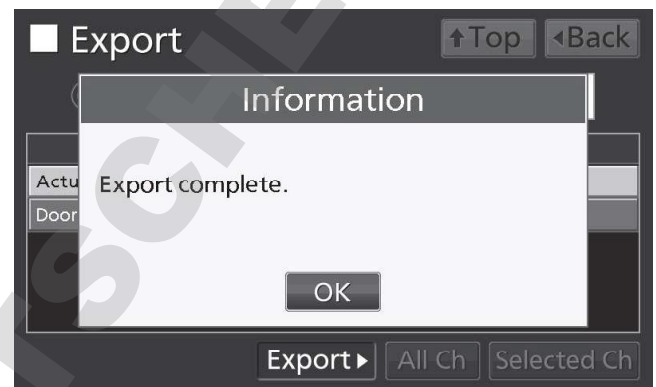 Export
↑Top ◂Back
Information
Actu
Export complete.
Door
OK
Export▸ All Ch Selected Ch